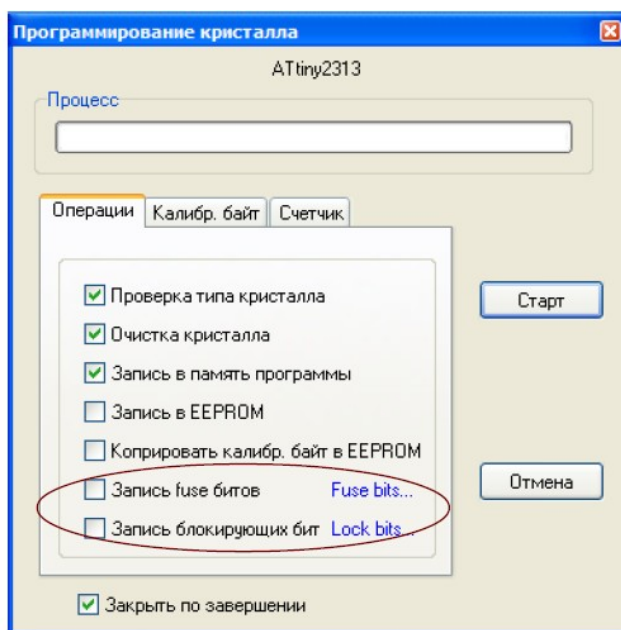 Программирование кристалла
ATtiny2313
Процесс
Операции Калибр. байт Счетчик
Проверка типа кристалла
Старт
Очистка кристалла
Запись в память программы
Запись в EEPROM
Коприровать калибр. байт в EEPROM
Запись fuse битов Fuse bits...
Отмена
Запись блокирующих бит Lock bits...
Закрыть по завершении